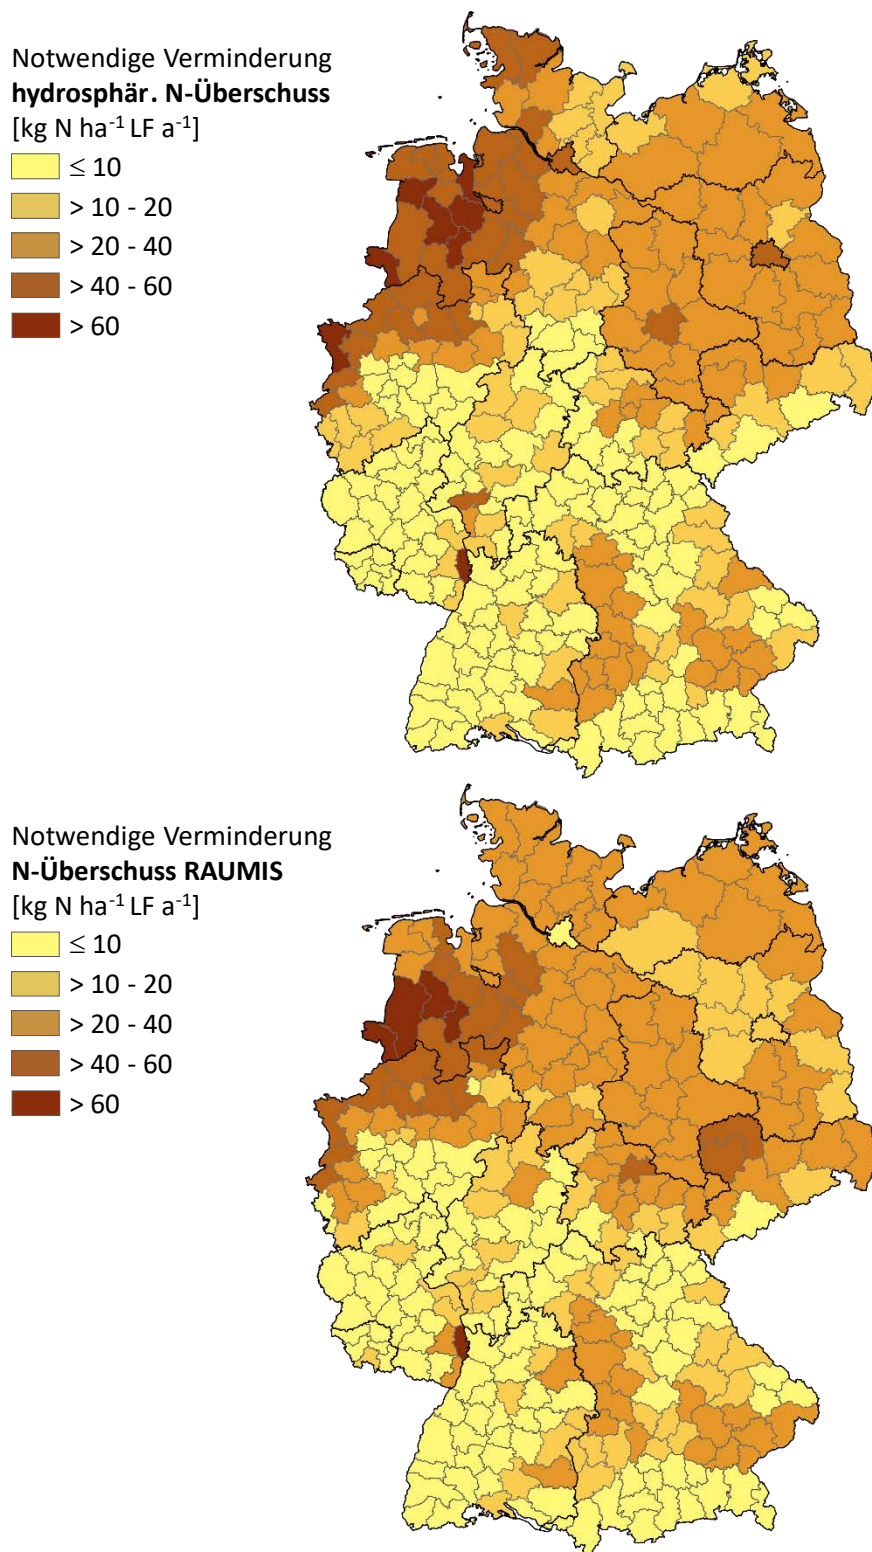 Notwendige Verminderung
hydrosphär. N-Überschuss
[kg N ha⁻¹ LF a⁻¹]
≤ 10
> 10 - 20
> 20 - 40
> 40 - 60
> 60
Notwendige Verminderung
N-Überschuss RAUMIS
[kg N ha⁻¹ LF a⁻¹]
≤ 10
> 10 - 20
> 20 - 40
> 40 - 60
> 60